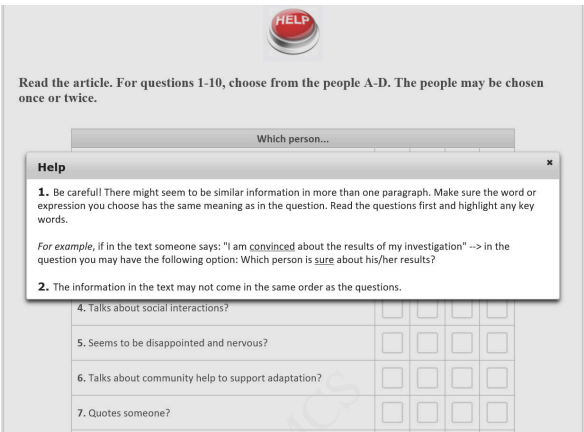 HELP
Read the article. For questions 1-10, choose from the people A-D. The people may be chosen
once or twice.
Which person...
Help
×
1. Be careful! There might seem to be similar information in more than one paragraph. Make sure the word or
expression you choose has the same meaning as in the question. Read the questions first and highlight any key
words.
For example, if in the text someone says: "I am convinced about the results of my investigation" --> in the
question you may have the following option: Which person is sure about his/her results?
2. The information in the text may not come in the same order as the questions.
4. Talks about social interactions?
5. Seems to be disappointed and nervous?
6. Talks about community help to support adaptation?
7. Quotes someone?